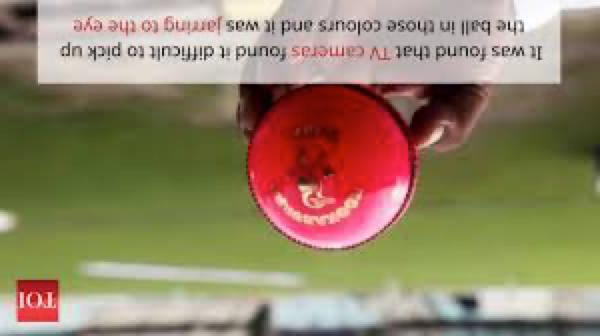 It was found that TV cameras found it difficult to pick up
the ball in those colours and it was jarring to the eye
TOI